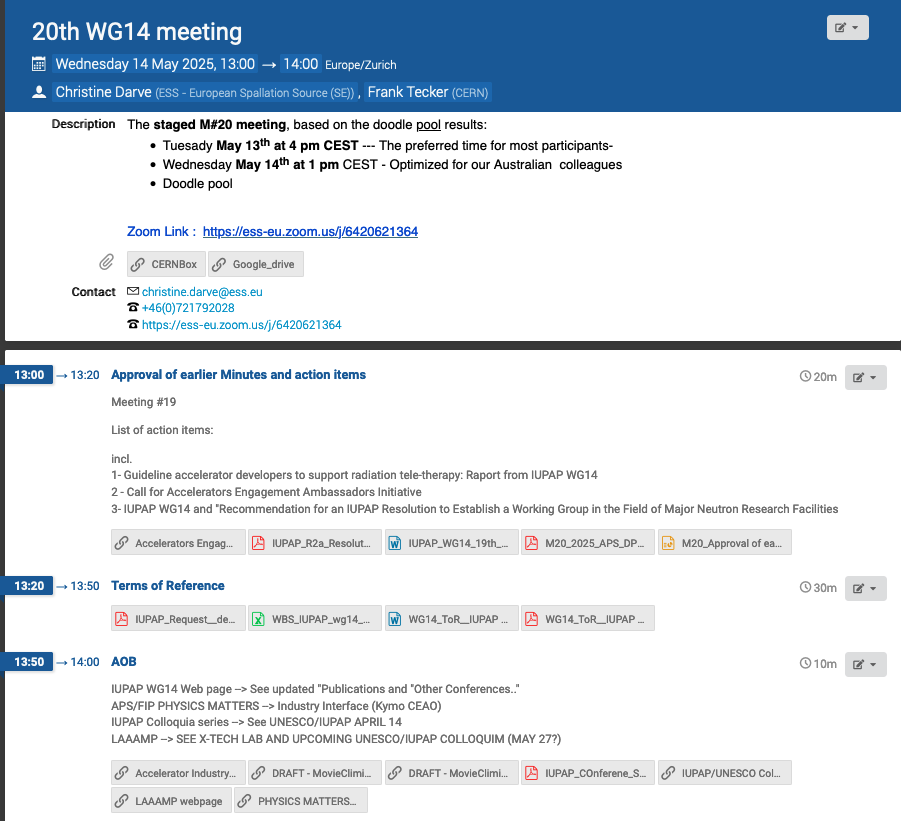 20th WG14 meeting
Wednesday 14 May 2025, 13:00 → 14:00 Europe/Zurich
Christine Darve (ESS - European Spallation Source (SE)) , Frank Tecker (CERN)
Description The staged M#20 meeting, based on the doodle pool results:
• Tuesady May 13th at 4 pm CEST --- The preferred time for most participants-
• Wednesday May 14th at 1 pm CEST - Optimized for our Australian colleagues
• Doodle pool
Zoom Link : https://ess-eu.zoom.us/j/6420621364
CERNBox Google_drive
Contact christine.darve@ess.eu
+46(0)721792028
https://ess-eu.zoom.us/j/6420621364
13:00 → 13:20 Approval of earlier Minutes and action items 20m
Meeting #19
List of action items:
incl.
1- Guideline accelerator developers to support radiation tele-therapy: Raport from IUPAP WG14
2 - Call for Accelerators Engagement Ambassadors Initiative
3- IUPAP WG14 and "Recommendation for an IUPAP Resolution to Establish a Working Group in the Field of Major Neutron Research Facilities
Accelerators Engag... IUPAP_R2a_Resolut... IUPAP_WG14_19th_... M20_2025_APS_DP... M20_Approval of ea...
13:20 → 13:50 Terms of Reference 30m
IUPAP_Request__de... WBS_IUPAP_wg14_... WG14_ToR__IUPAP ... WG14_ToR__IUPAP ...
13:50 → 14:00 AOB 10m
IUPAP WG14 Web page --> See updated "Publications and "Other Conferences.."
APS/FIP PHYSICS MATTERS --> Industry Interface (Kymo CEAO)
IUPAP Colloquia series --> See UNESCO/IUPAP APRIL 14
LAAAMP --> SEE X-TECH LAB AND UPCOMING UNESCO/IUPAP COLLOQUIM (MAY 27?)
Accelerator Industry... DRAFT - MovieClimi... DRAFT - MovieClimi... IUPAP_COnferene_S... IUPAP/UNESCO Col...
LAAAMP webpage PHYSICS MATTERS...